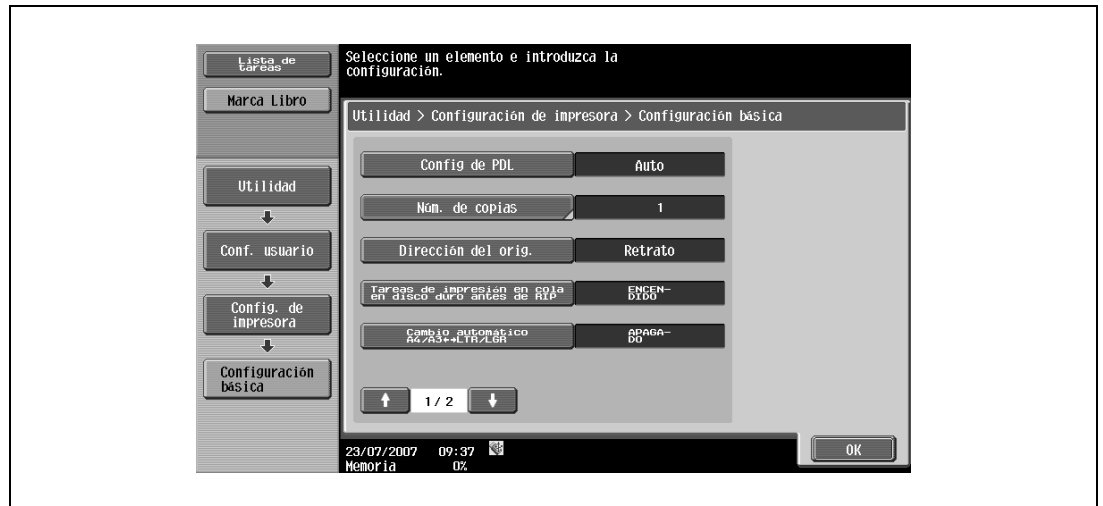 Lista de
tareas
Marca Libro
Utilidad
Conf. usuario
Config. de
impresora
Configuración
básica
Seleccione un elemento e introduzca la
configuración.
Utilidad > Configuración de impresora > Configuración básica
Config de PDL
Auto
Núm. de copias
1
Dirección del orig.
Retrato
Tareas de impresión en cola
en disco duro antes de RIP
ENCEN-
DIDO
Cambio automático
A4/A3↔LTR/LGR
APAGA-
DO
1/ 2
23/07/2007 09:37
Memoria 0%
OK